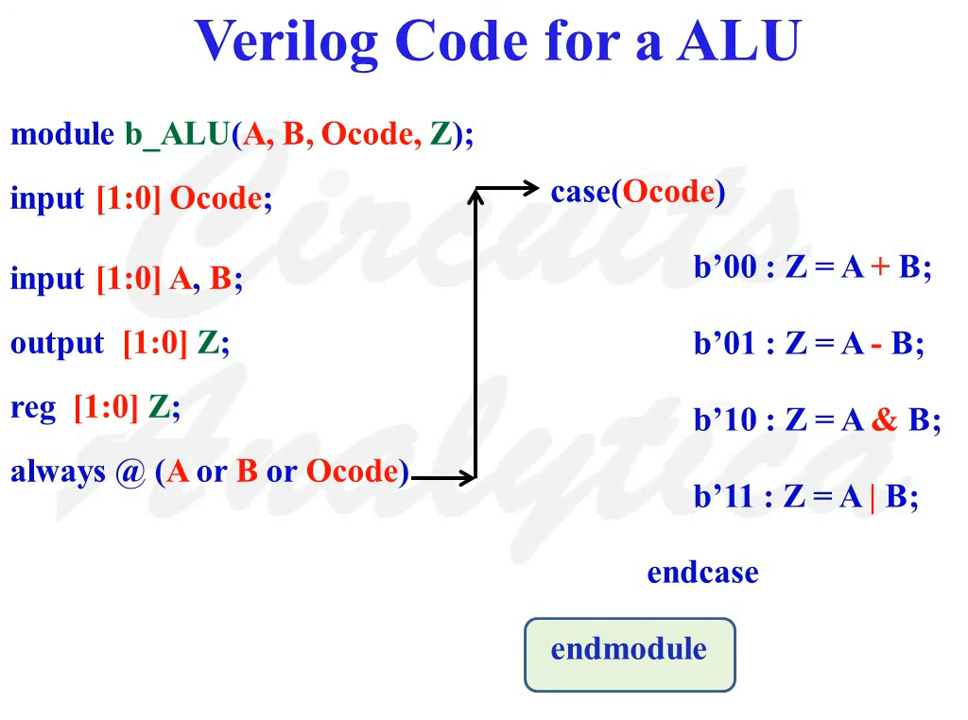 Verilog Code for a ALU
module b_ALU(A, B, Ocode, Z);
input [1:0] Ocode;
input [1:0] A, B;
output [1:0] Z;
reg [1:0] Z;
always @ (A or B or Ocode)
case(Ocode)
b’00 : Z = A + B;
b’01 : Z = A - B;
b’10 : Z = A & B;
b’11 : Z = A | B;
endcase
endmodule
Circuits
Analytica